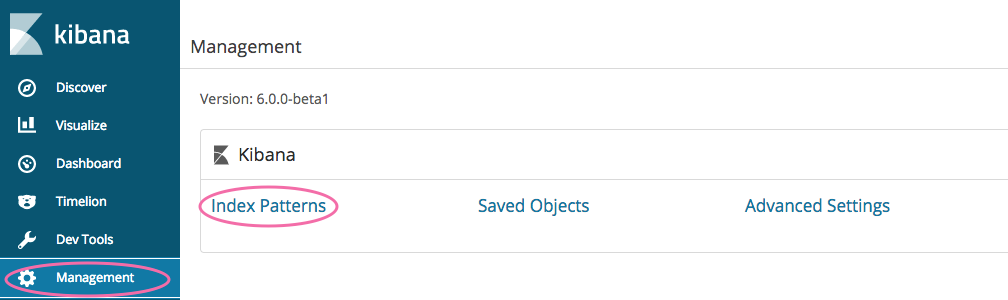 kibana
Discover
Visualize
Dashboard
Timelion
Dev Tools
Management
Management
Version: 6.0.0-beta1
Kibana
Index Patterns
Saved Objects
Advanced Settings